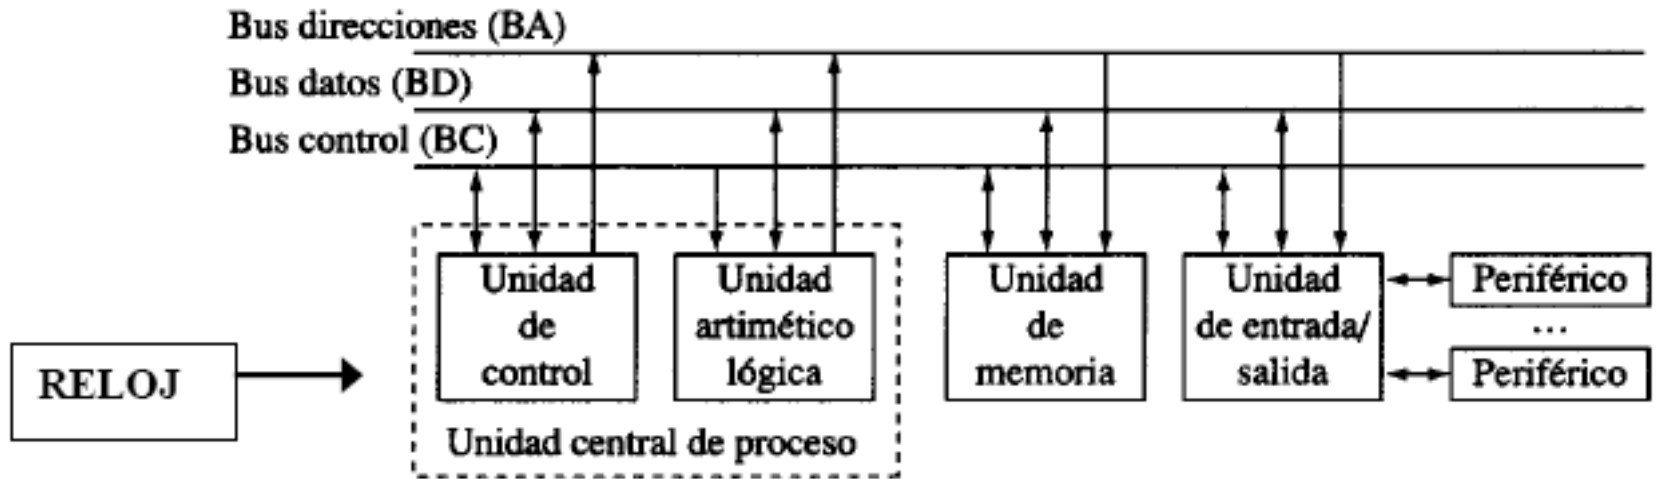 Bus direcciones (BA)
Bus datos (BD)
Bus control (BC)
Unidad
de
control
Unidad
artimético
lógica
Unidad central de proceso
Unidad
de
memoria
Unidad
de entrada/
salida
Periférico
...
Periférico
RELOJ